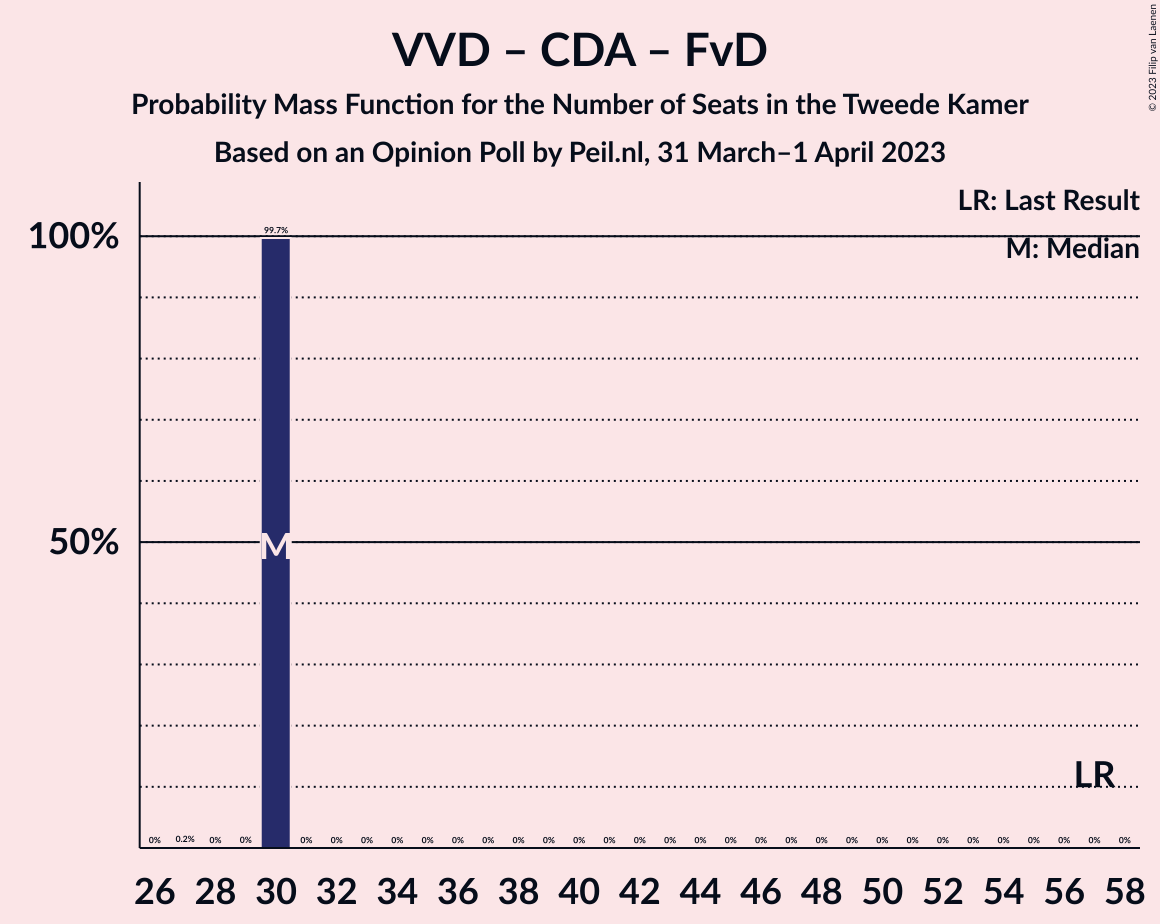 VVD – CDA – FvD
Probability Mass Function for the Number of Seats in the Tweede Kamer
Based on an Opinion Poll by Peil.nl, 31 March–1 April 2023
© 2023 Filip van Laenen
LR: Last Result
M: Median
100%
50%
99.7%
M
LR
0% 0.2% 0% 0% 0% 0% 0% 0% 0% 0% 0% 0% 0% 0% 0% 0% 0% 0% 0% 0% 0% 0% 0% 0% 0% 0% 0% 0% 0% 0% 0% 0%
26 28 30 32 34 36 38 40 42 44 46 48 50 52 54 56 58